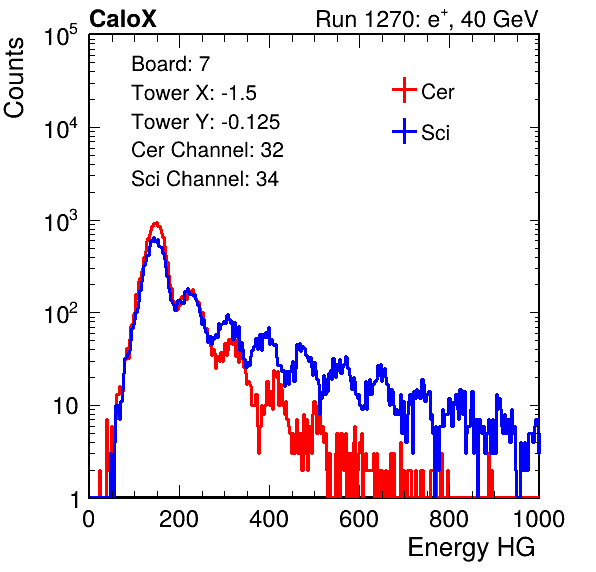 CaloX Run 1270: e⁺, 40 GeV
Counts
Board: 7
Tower X: -1.5
Tower Y: -0.125
Cer Channel: 32
Sci Channel: 34
Cer
Sci
10⁵
10⁴
10³
10²
10
1
0 200 400 600 800 1000
Energy HG